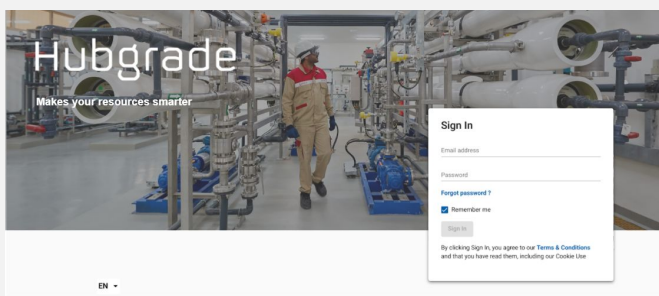 Hubgrade
Makes your resources smarter
Sign In
Email address
Password
Forgot password ?
Remember me
Sign In
By clicking Sign In, you agree to our Terms & Conditions
and that you have read them, including our Cookie Use
EN